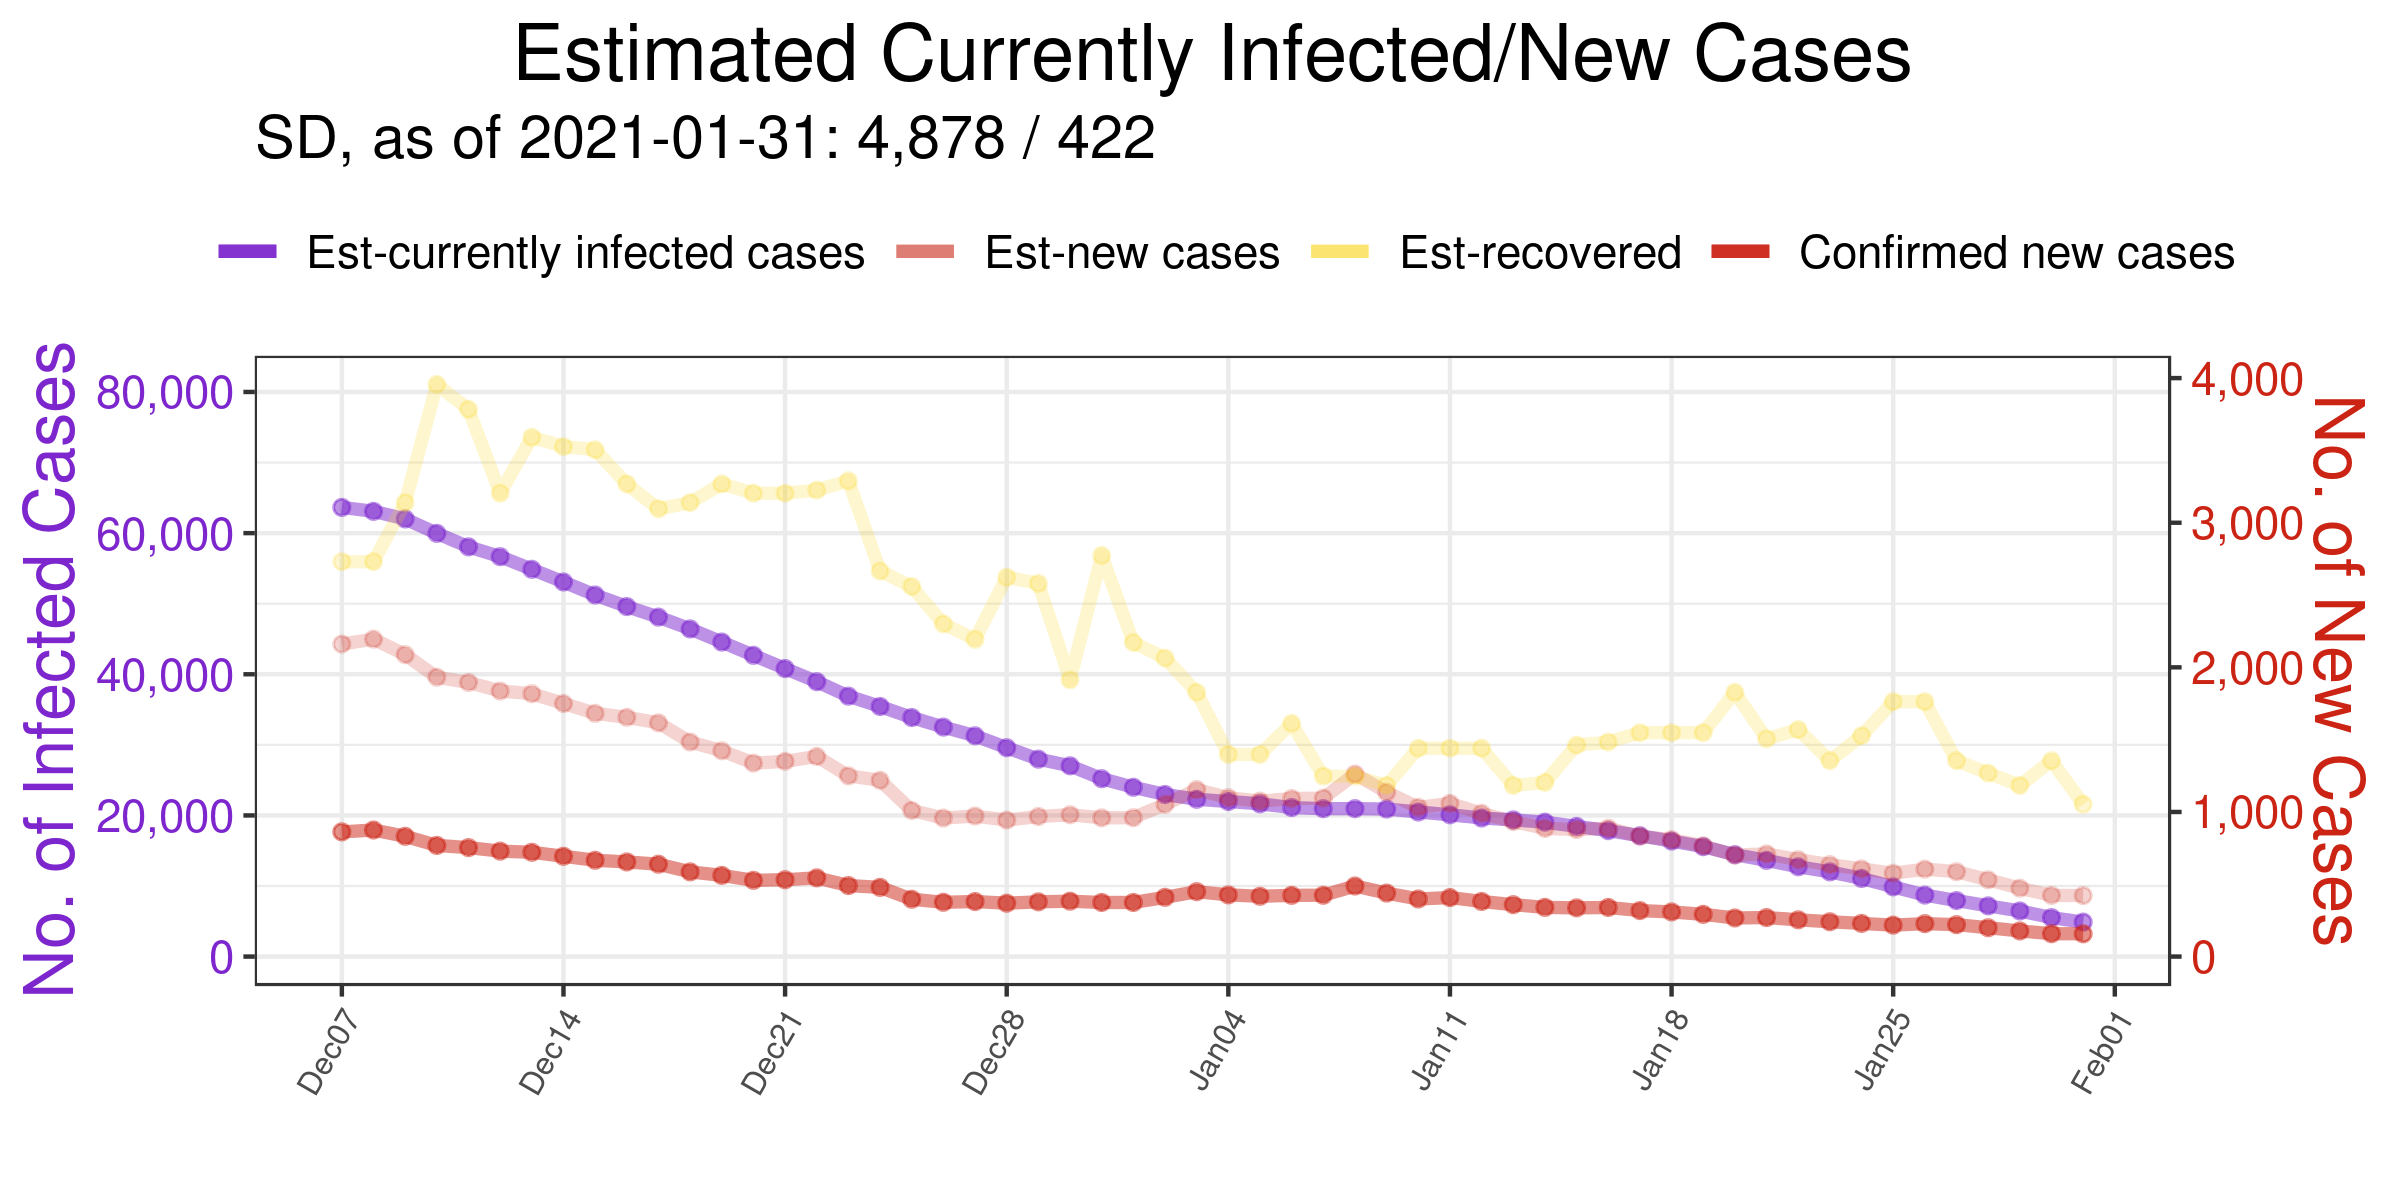 Estimated Currently Infected/New Cases
SD, as of 2021-01-31: 4,878 / 422
Est-currently infected cases Est-new cases Est-recovered Confirmed new cases
No. of Infected Cases
80,000
60,000
40,000
20,000
0
4,000
3,000
2,000
1,000
0
No. of New Cases
Dec07 Dec14 Dec21 Dec28 Jan04 Jan11 Jan18 Jan25 Feb01